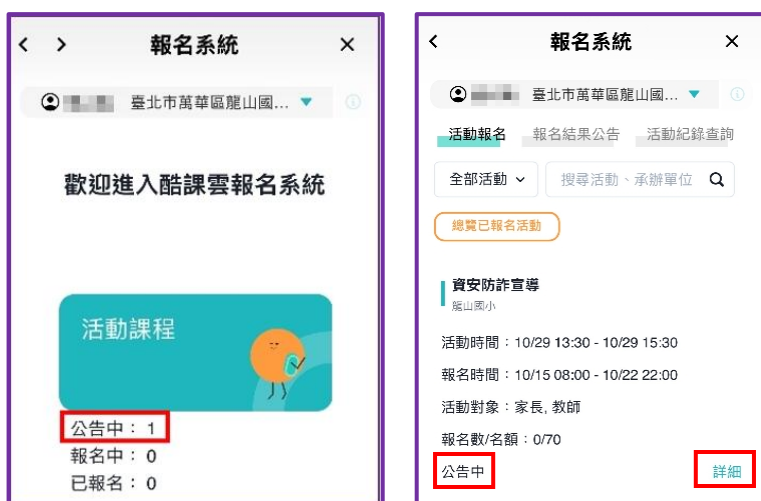 報名系統
臺北市萬華區龍山國...
歡迎進入酷課雲報名系統
活動課程
公告中：1
報名中：0
已報名：0
報名系統
臺北市萬華區龍山國...
活動報名 報名結果公告 活動紀錄查詢
全部活動 搜尋活動、承辦單位
總覽已報名活動
資安防詐宣導
龍山國小
活動時間：10/29 13:30 - 10/29 15:30
報名時間：10/15 08:00 - 10/22 22:00
活動對象：家長, 教師
報名數/名額：0/70
公告中 詳細